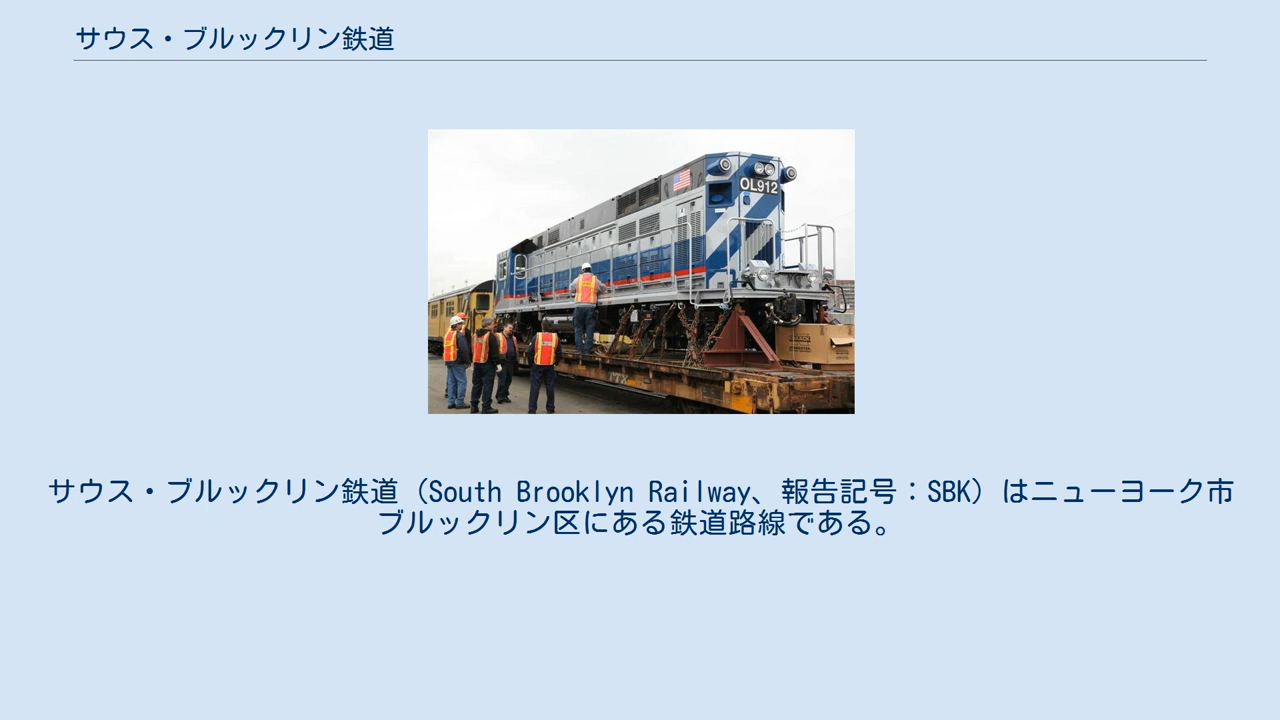 サウス・ブルックリン鉄道
OL912
サウス・ブルックリン鉄道（South Brooklyn Railway、報告記号：SBK）はニューヨーク市
ブルックリン区にある鉄道路線である。